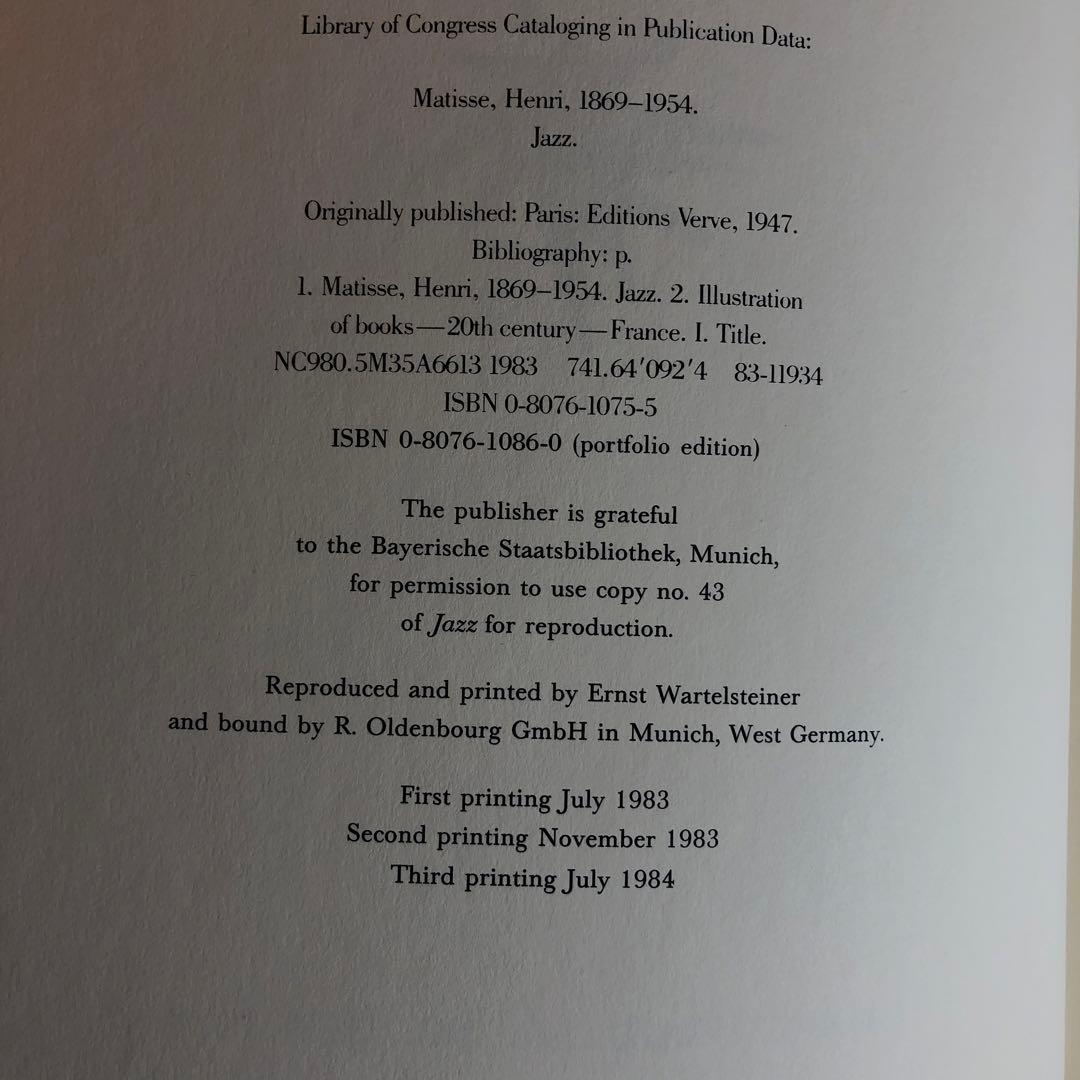 Library of Congress Cataloging in Publication Data:
Matisse, Henri, 1869–1954.
Jazz.
Originally published: Paris: Editions Verve, 1947.
Bibliography: p.
1. Matisse, Henri, 1869–1954. Jazz. 2. Illustration
of books—20th century—France. I. Title.
NC980.5M35A6613 1983 741.64′092′4 83-11934
ISBN 0-8076-1075-5
ISBN 0-8076-1086-0 (portfolio edition)
The publisher is grateful
to the Bayerische Staatsbibliothek, Munich,
for permission to use copy no. 43
of Jazz for reproduction.
Reproduced and printed by Ernst Wartelsteiner
and bound by R. Oldenbourg GmbH in Munich, West Germany.
First printing July 1983
Second printing November 1983
Third printing July 1984